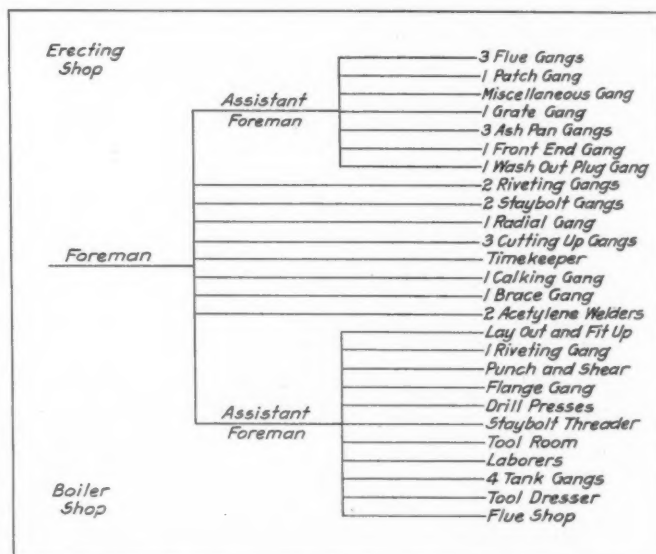 Erecting
Shop
3 Flue Gangs
1 Patch Gang
Miscellaneous Gang
Assistant
Foreman
1 Grate Gang
3 Ash Pan Gangs
1 Front End Gang
1 Wash Out Plug Gang
2 Riveting Gangs
2 Staybolt Gangs
1 Radial Gang
3 Cutting Up Gangs
Foreman
Timekeeper
1 Calking Gang
1 Brace Gang
2 Acetylene Welders
Lay Out and Fit Up
1 Riveting Gang
Punch and Shear
Flange Gang
Drill Presses
Assistant
Foreman
Staybolt Threader
Tool Room
Laborers
4 Tank Gangs
Tool Dresser
Flue Shop
Boiler
Shop